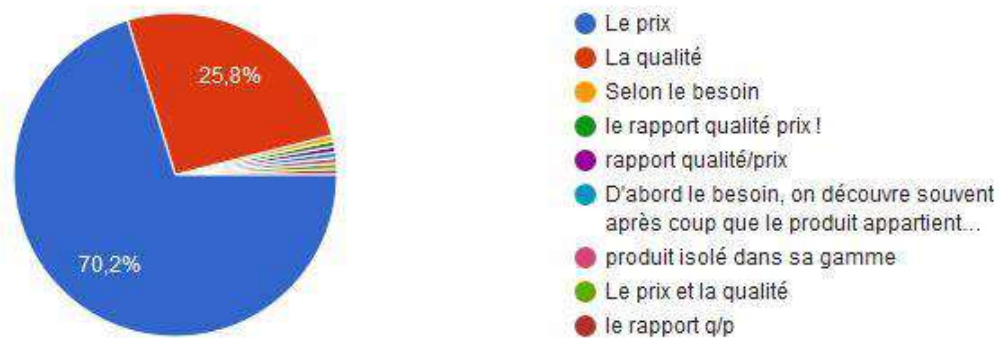 25,8%
70,2%
Le prix
La qualité
Selon le besoin
le rapport qualité prix !
rapport qualité/prix
D'abord le besoin, on découvre souvent
après coup que le produit appartient...
produit isolé dans sa gamme
Le prix et la qualité
le rapport q/p